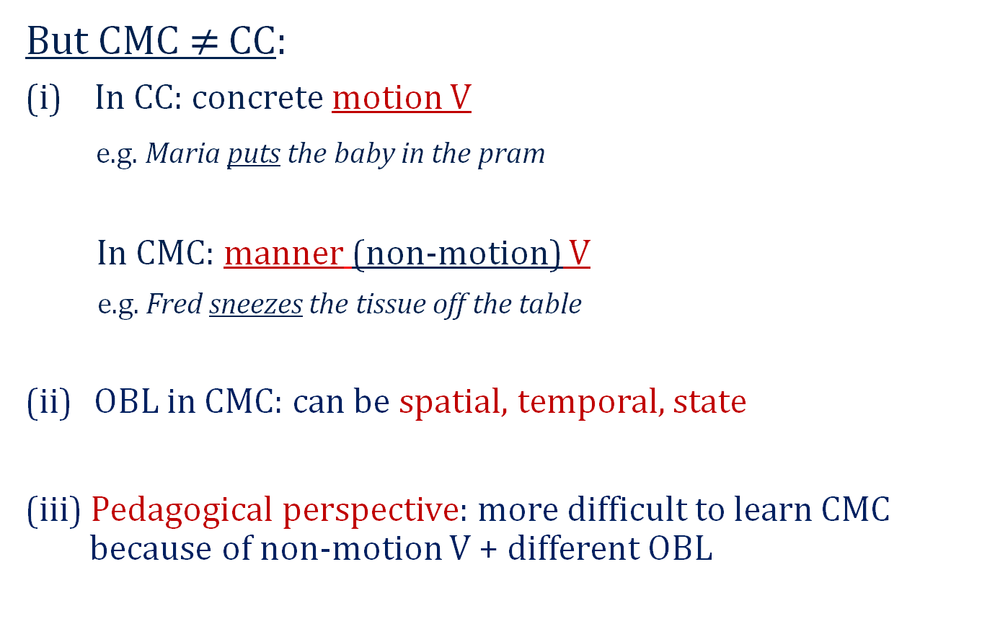 But CMC ≠ CC:
(i) In CC: concrete motion V
e.g. Maria puts the baby in the pram
In CMC: manner (non-motion) V
e.g. Fred sneezes the tissue off the table
(ii) OBL in CMC: can be spatial, temporal, state
(iii) Pedagogical perspective: more difficult to learn CMC
because of non-motion V + different OBL